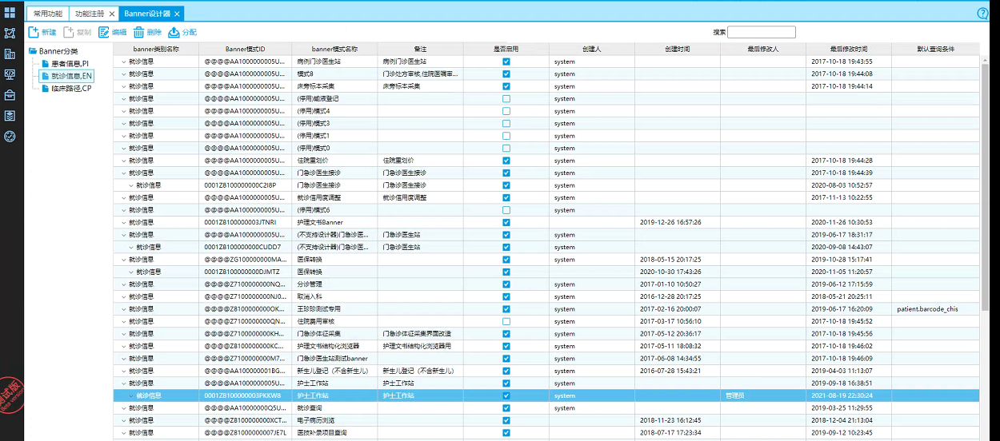 常用功能 功能注册 × Banner设计器 ×
新建 复制 编辑 删除 分配 搜索
Banner分类
患者信息,PI
就诊信息,EN
临床路径,CP
banner类别名称 Banner模式ID banner模式名称 备注 是否启用 创建人 创建时间 最后修改人 最后修改时间 默认查询条件
就诊信息 @@@@AA1000000005U... 病例门诊医生站 病例门诊医生站 system 2017-10-18 19:43:55
就诊信息 @@@@AA1000000005U... 模式8 门诊处方审核,住院医嘱审... system 2017-10-18 19:44:08
就诊信息 @@@@AA1000000005U... 床旁标本采集 床旁标本采集 system 2017-10-18 19:44:14
就诊信息 @@@@AA1000000005U... (停用)输液登记 system
就诊信息 @@@@AA1000000005U... (停用)模式4 system
就诊信息 @@@@AA1000000005U... (停用)模式3 system
就诊信息 @@@@AA1000000005U... (停用)模式1 system
就诊信息 @@@@AA1000000005U... (停用)模式0 system
就诊信息 @@@@AA1000000005U... 住院重划价 住院重划价 system 2017-10-18 19:44:28
就诊信息 @@@@AA1000000005U... 门急诊医生接诊 门急诊医生接诊 system 2017-10-18 19:44:39
就诊信息 0001Z8100000000C2I8P 门急诊医生接诊 门急诊医生接诊 system 2020-08-03 10:52:57
就诊信息 @@@@AA1000000005U... 就诊信用度调整 就诊信用度调整 system 2017-11-13 10:22:55
就诊信息 @@@@AA1000000005U... (停用)模式6 system
就诊信息 0001Z8100000003JTNRI 护理文书Banner 2019-12-26 16:57:26 2020-11-26 10:30:53
就诊信息 @@@@AA1000000005U... (不支持设计器)门急诊医... 门急诊医生站 system 2019-06-17 18:31:17
就诊信息 0001Z8100000000CUDD7 (不支持设计器)门急诊医... 门急诊医生站 system 2020-09-08 14:43:07
就诊信息 @@@@ZG100000000MA... 医保转换 system 2018-05-15 20:17:25 2019-10-28 15:17:41
就诊信息 0001Z8100000000DJMTZ 医保转换 2020-10-30 17:43:26 2020-11-05 11:20:57
就诊信息 @@@@Z7100000000NQ... 分诊管理 system 2017-01-10 10:50:27 2019-06-12 17:15:59
就诊信息 @@@@Z7100000000NJ0... 取消入科 system 2016-12-28 20:17:25 2018-05-21 20:25:11
就诊信息 @@@@Z8100000000OK... 王珍珍测试专用 system 2017-02-16 20:00:07 2019-06-17 16:20:09 patient.barcode_chis
就诊信息 @@@@Z7100000000QN... 住院费用审核 system 2017-03-17 10:56:10 2017-10-18 19:45:52
就诊信息 @@@@Z7100000000KH... 门急诊体征采集 门急诊体征采集界面改造 system 2017-05-12 20:36:17 2017-10-18 19:45:56
就诊信息 @@@@Z8100000000KC... 护理文书结构化浏览器 护理文书结构化浏览器用 system 2017-05-11 18:08:32 2017-10-18 19:46:02
就诊信息 @@@@Z7100000000M7... 门急诊医生站测试banner system 2017-06-08 14:34:55 2017-10-18 19:46:09
就诊信息 @@@@AA100000001BG... 新生儿登记（不含新生儿） 新生儿登记（不含新生儿） system 2016-07-28 15:43:21 2019-04-03 11:13:07
就诊信息 @@@@AA1000000005U... 护士工作站 护士工作站 system 2019-09-18 16:38:51
就诊信息 0001Z8100000003PKKW8 护士工作站 护士工作站 system 管理员 2021-08-19 22:30:24
就诊信息 @@@@AA1000000Q5U... 就诊查询 system 2019-03-25 11:29:55
就诊信息 @@@@Z8100000000XCT... 电子病历浏览 2018-11-23 16:12:45 2018-12-04 21:13:04
就诊信息 @@@@Z81000000007JE7L 医技补录项目查询 2018-07-17 17:23:34 2019-09-12 10:23:45
测试版
Beta version